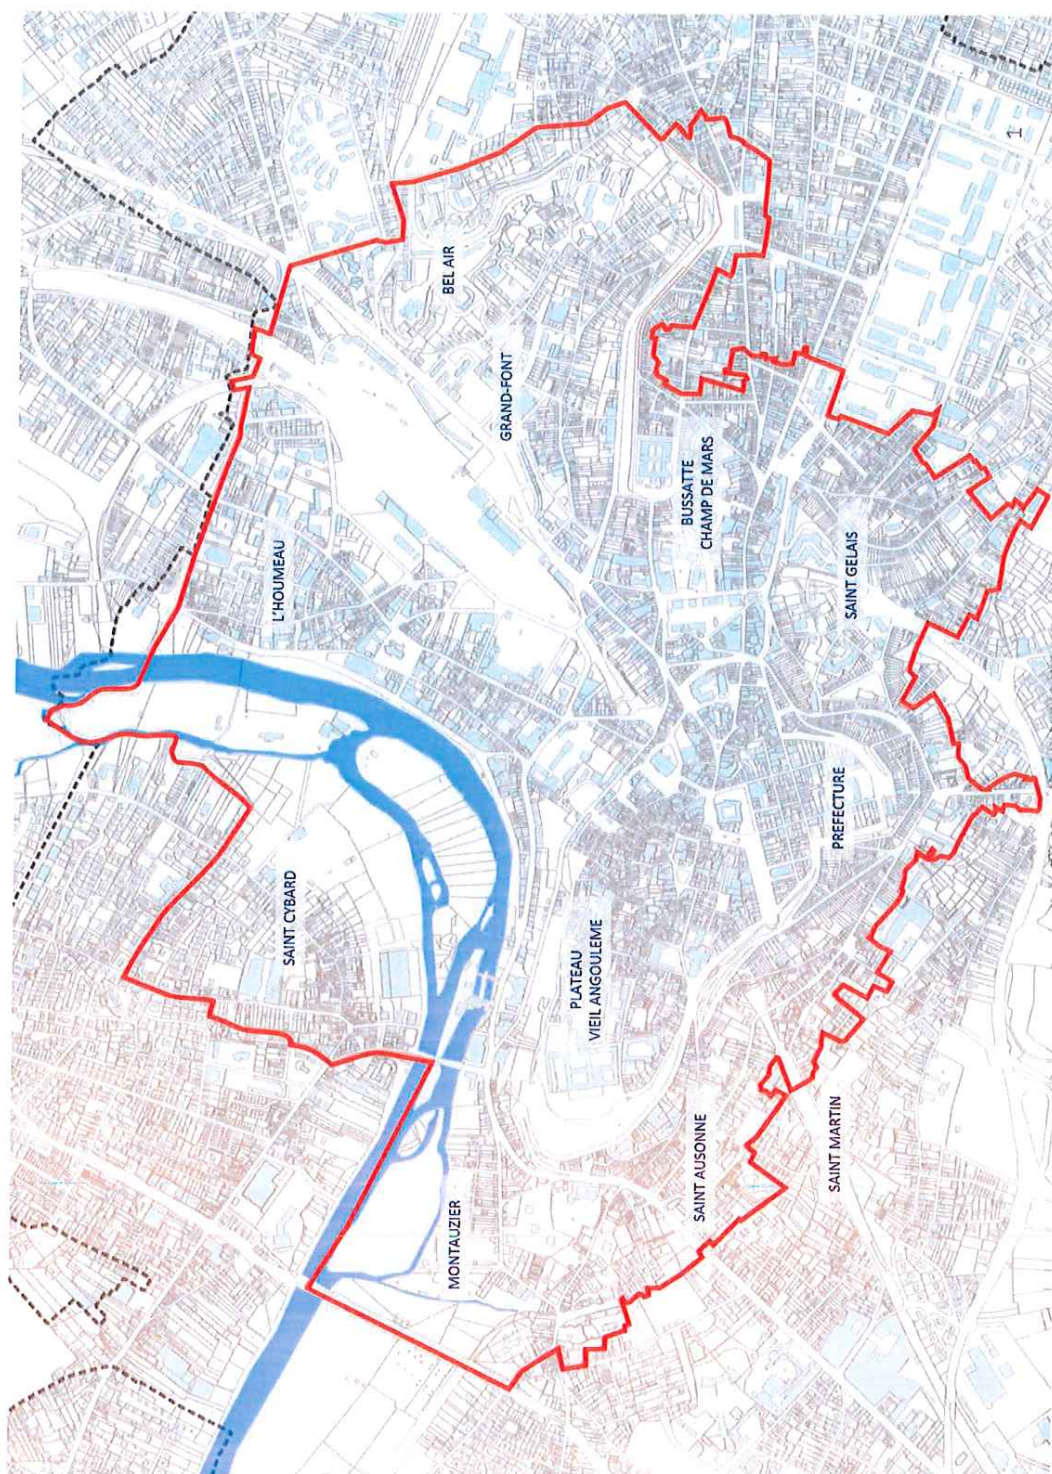 SAINT CYBARD
L'HOUMEAU
BEL AIR
GRAND-FONT
MONTAUZIER
PLATEAU
VIEIL ANGOULEME
BUSSATTE
CHAMP DE MARS
SAINT AUSONNE
PREFECTURE
SAINT GELAIS
SAINT MARTIN
1